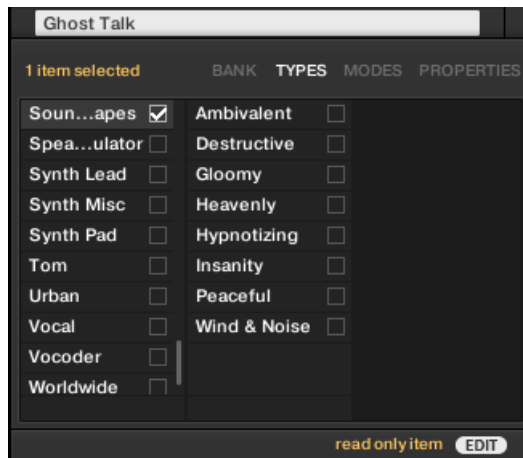 Ghost Talk
1 item selected BANK TYPES MODES PROPERTIES
Soun...apes Ambivalent
Spea...ulator Destructive
Synth Lead Gloomy
Synth Misc Heavenly
Synth Pad Hypnotizing
Tom Insanity
Urban Peaceful
Vocal Wind & Noise
Vocoder
Worldwide
read only item EDIT